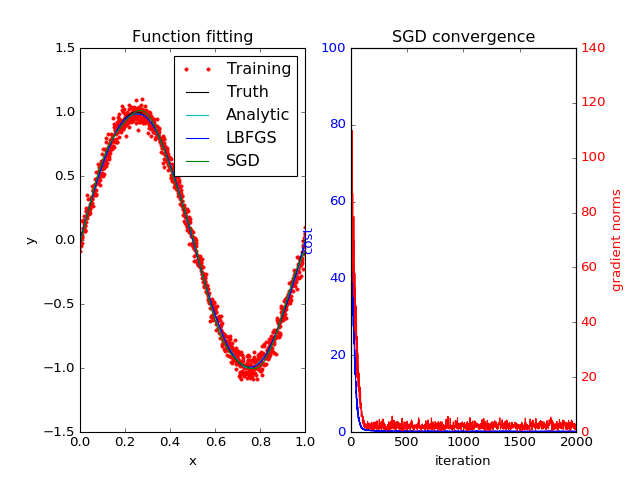 Function fitting
1.5
1.0
0.5
0.0
−0.5
−1.0
−1.5
y
0.0
0.2
0.4
0.6
0.8
1.0
x
Training
Truth
Analytic
LBFGS
SGD
SGD convergence
100
80
60
40
20
0
cost
0
500
1000
1500
2000
iteration
140
120
100
80
60
40
20
0
gradient norms